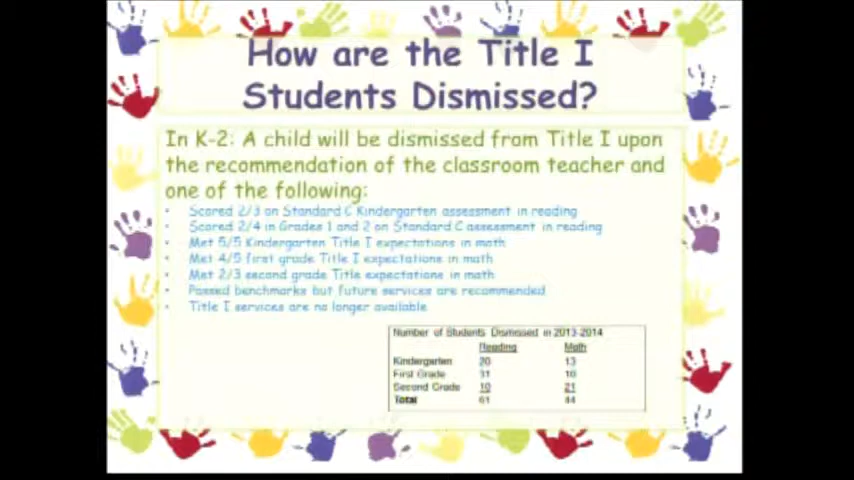 How are the Title I
Students Dismissed?
In K-2: A child will be dismissed from Title I upon
the recommendation of the classroom teacher and
one of the following:
• Scored 2/3 on Standard C Kindergarten assessment in reading
• Scored 2/4 in Grades 1 and 2 on Standard C assessment in reading
• Met 5/5 Kindergarten Title I expectations in math
• Met 4/5 first grade Title I expectations in math
• Met 2/3 second grade Title expectations in math
• Passed benchmarks but future services are recommended
• Title I services are no longer available
Number of Students Dismissed in 2013-2014
Reading Math
Kindergarten 20 13
First Grade 31 10
Second Grade 10 21
Total 61 44